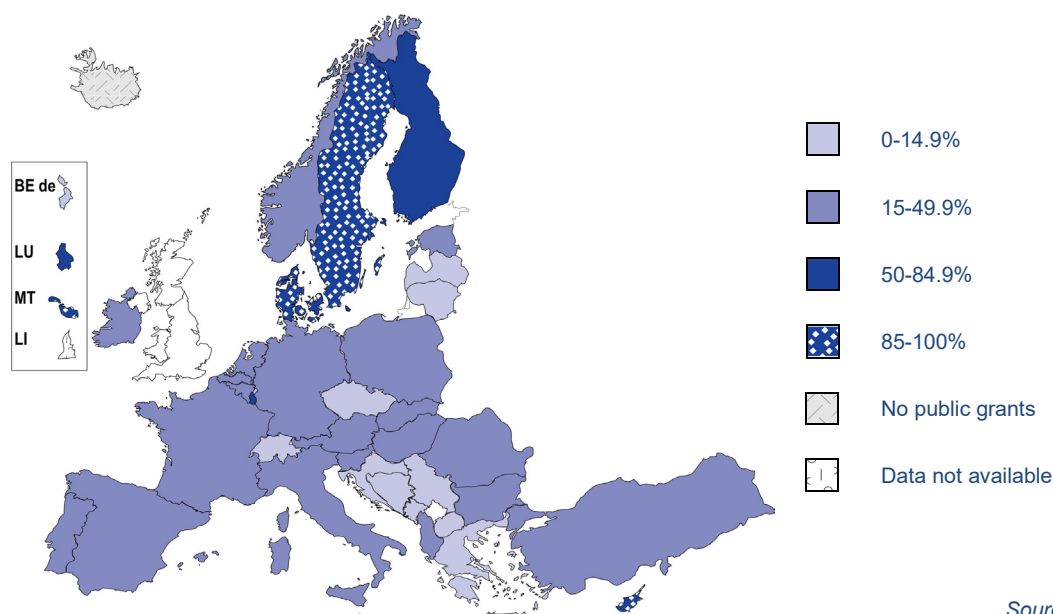 BE de
LU
MT
LI
0-14.9%
15-49.9%
50-84.9%
85-100%
No public grants
Data not available
Sour